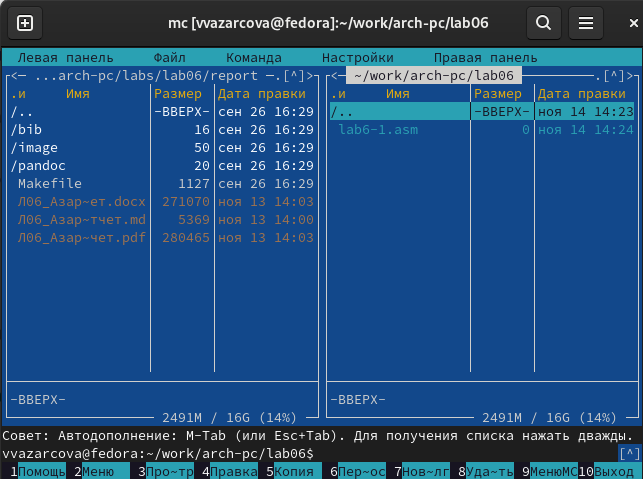 mc [vvazarcova@fedora]:~/work/arch-pc/lab06
Левая панель Файл Команда Настройки Правая панель
<─ ...arch-pc/labs/lab06/report ─.[^]> <─ ~/work/arch-pc/lab06 .[^]>
.и Имя Размер Дата правки .и Имя Размер Дата правки
/.. -ВВЕРХ- сен 26 16:29 /.. -ВВЕРХ- ноя 14 14:23
/bib 16 сен 26 16:29 lab6-1.asm 0 ноя 14 14:24
/image 50 сен 26 16:29
/pandoc 20 сен 26 16:29
Makefile 1127 сен 26 16:29
Л06_Азар~ет.docx 271070 ноя 13 14:03
Л06_Азар~тчет.md 5369 ноя 13 14:00
Л06_Азар~чет.pdf 280465 ноя 13 14:03
-ВВЕРХ- -ВВЕРХ-
2491M / 16G (14%) 2491M / 16G (14%)
Совет: Автодополнение: M-Tab (или Esc+Tab). Для получения списка нажать дважды.
vvazarcova@fedora:~/work/arch-pc/lab06$ [^]
1Помощь 2Меню 3Про~тр 4Правка 5Копия 6Пер~ос 7Нов~лг 8Уда~ть 9МенюMC 10Выход